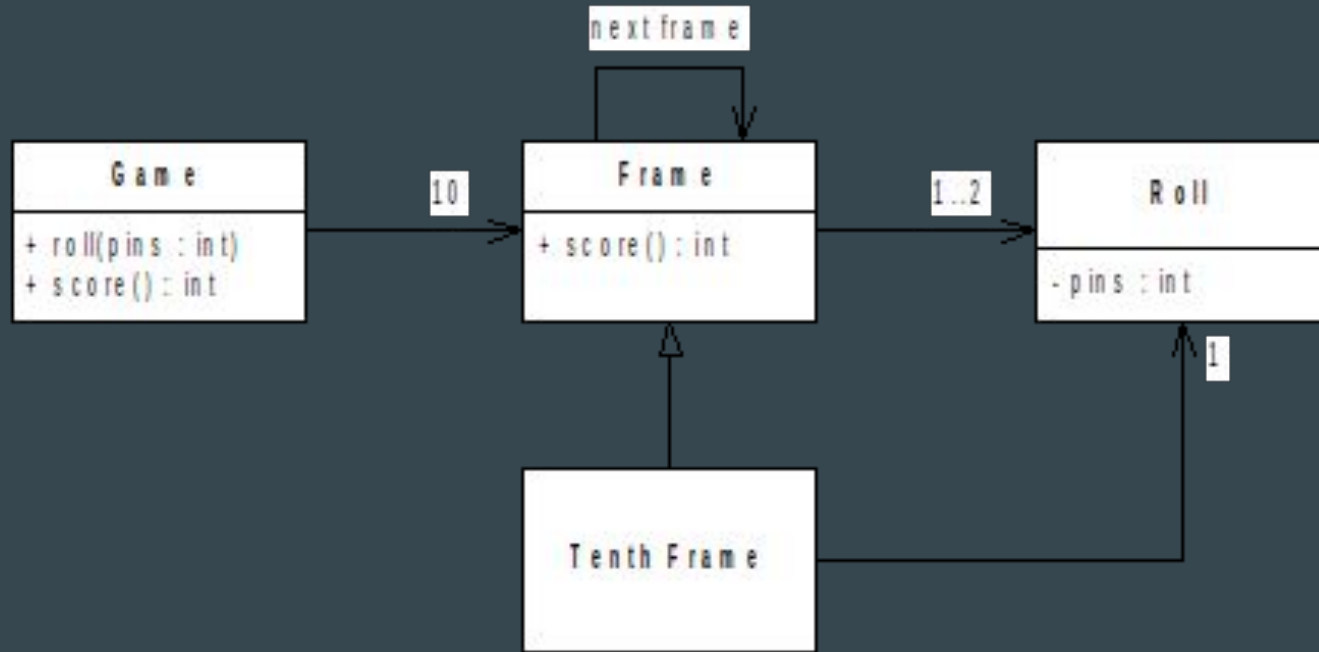 next frame
Game
+ roll(pins : int)
+ score() : int
10
Frame
+ score() : int
1..2
Roll
- pins : int
1
Tenth Frame